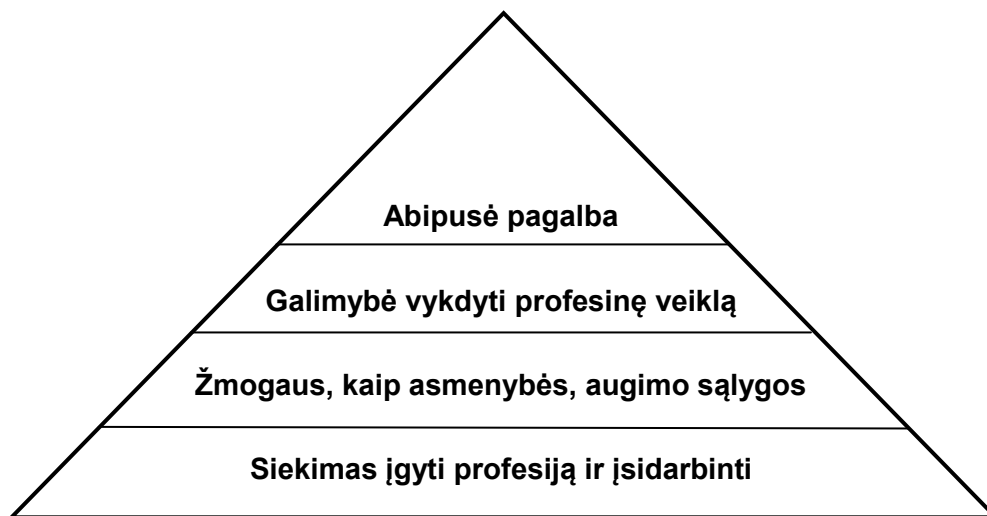 Abipusė pagalba
Galimybė vykdyti profesinę veiklą
Žmogaus, kaip asmenybės, augimo sąlygos
Siekimas įgyti profesiją ir įsidarbinti